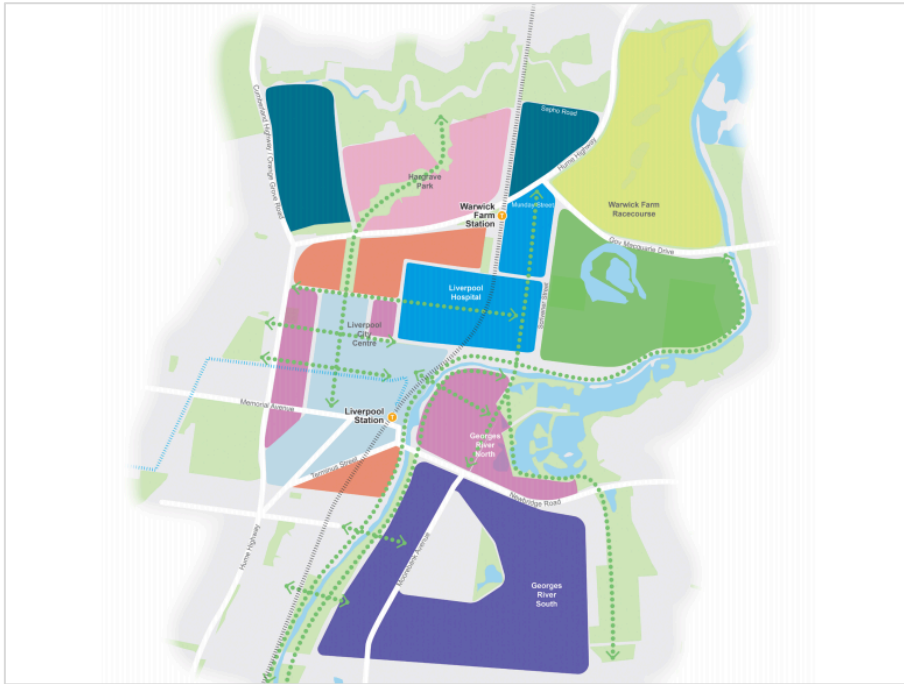 Cumberland Highway / Orange Grove Road
Sepho Road
Hume Highway
Hargrave
Park
Warwick
Farm
Station
T
Munday Street
Warwick Farm
Racecourse
Gov Macquarie Drive
Liverpool
Hospital
Scrivener Street
Liverpool
City
Centre
Memorial Avenue
Liverpool
Station
T
Terminus Street
Georges
River
North
Newbridge Road
Hume Highway
Moorebank Avenue
Georges
River
South